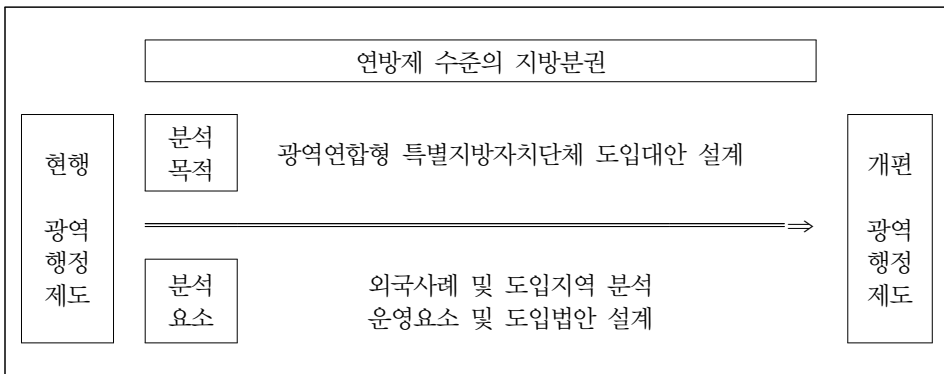 연방제 수준의 지방분권
현행
광역
행정
제도
분석
목적
광역연합형 특별지방자치단체 도입대안 설계
분석
요소
외국사례 및 도입지역 분석
운영요소 및 도입법안 설계
개편
광역
행정
제도